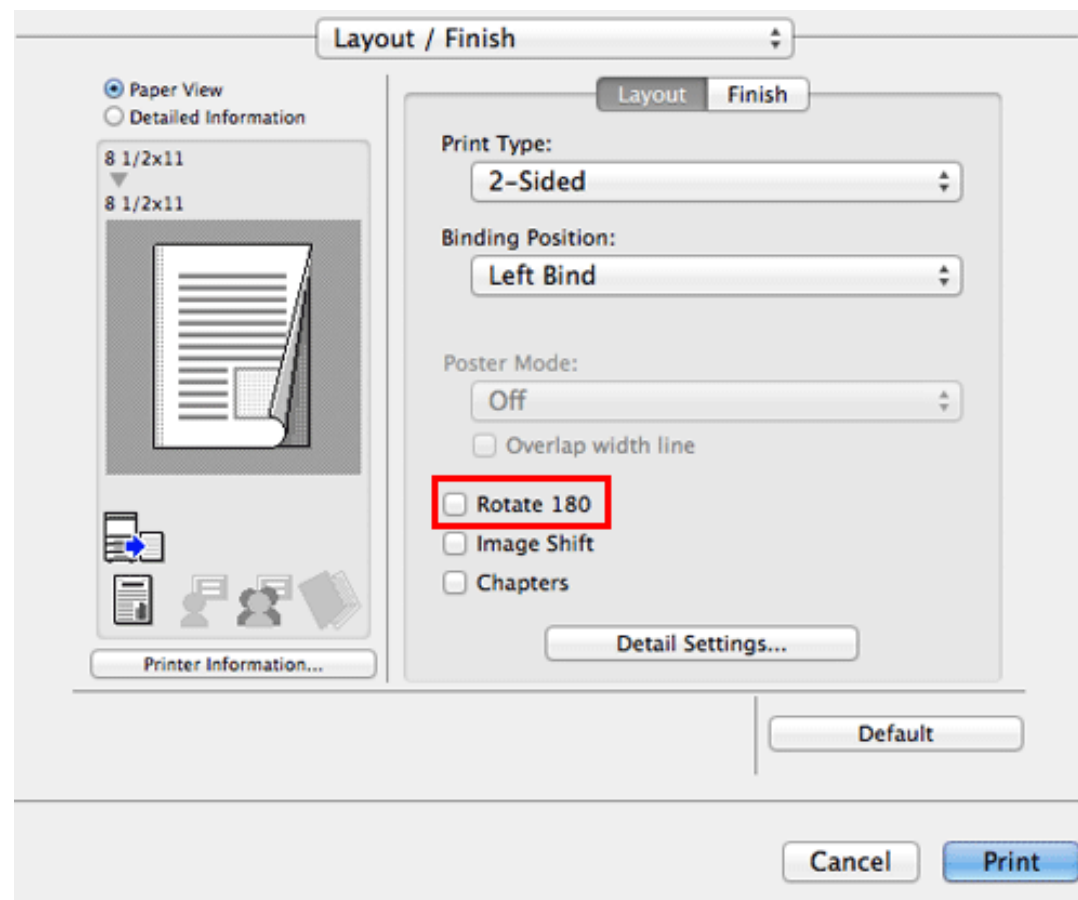 Layout / Finish
Paper View
Detailed Information
8 1/2x11
8 1/2x11
Printer Information...
Layout Finish
Print Type:
2-Sided
Binding Position:
Left Bind
Poster Mode:
Off
Overlap width line
Rotate 180
Image Shift
Chapters
Detail Settings...
Default
Cancel Print